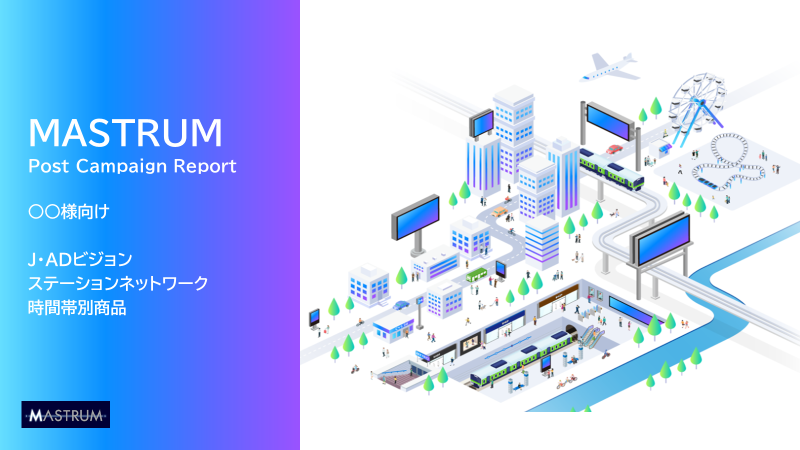 MASTRUM
Post Campaign Report
〇〇様向け
J・ADビジョン
ステーションネットワーク
時間帯別商品
MASTRUM